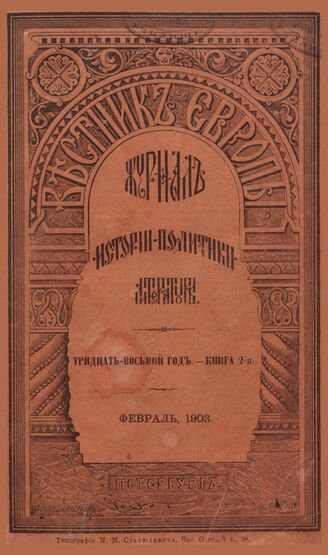 ВѢСТНИКЪ ЕВРОПЫ
ЖУРНАЛЪ
ИСТОРІИ-ПОЛИТИКИ
ЛИТЕРАТУРЫ.
ТРИДЦАТЬ-ВОСЬМОЙ ГОДЪ.—КНИГА 2-я.
ФЕВРАЛЬ, 1903.
ПЕТЕРБУРГЪ.
Типографія М. М. Стасюлевича, Вас. Остр., 5 л., 28.